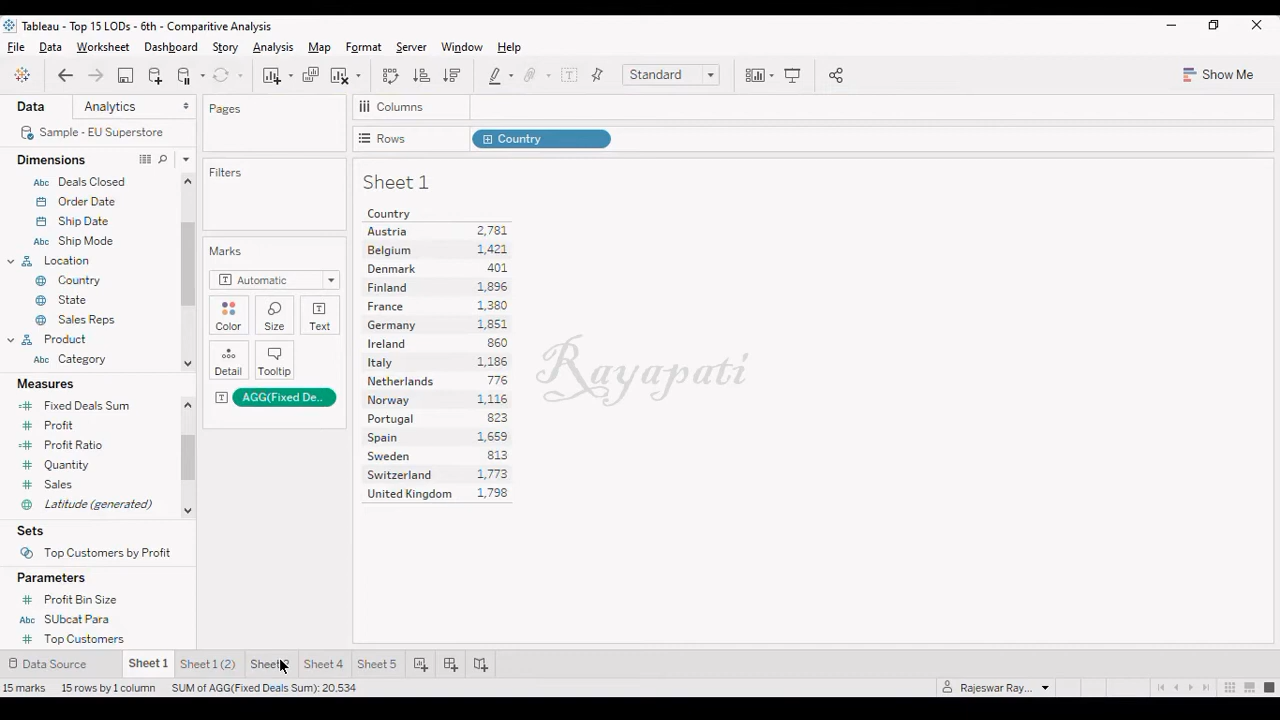 Tableau - Top 15 LODs - 6th - Comparitive Analysis
File Data Worksheet Dashboard Story Analysis Map Format Server Window Help
Standard
Show Me
Data Analytics
Sample - EU Superstore
Dimensions
Abc Deals Closed
Order Date
Ship Date
Abc Ship Mode
Location
Country
State
Sales Reps
Product
Abc Category
Measures
Fixed Deals Sum
Profit
Profit Ratio
Quantity
Sales
Latitude (generated)
Sets
Top Customers by Profit
Parameters
Profit Bin Size
Abc SUbcat Para
Top Customers
Pages
Filters
Marks
Automatic
Color Size Text
Detail Tooltip
AGG(Fixed De..
Columns
Rows Country
Sheet 1
Country
Austria 2,781
Belgium 1,421
Denmark 401
Finland 1,896
France 1,380
Germany 1,851
Ireland 860
Italy 1,186
Netherlands 776
Norway 1,116
Portugal 823
Spain 1,659
Sweden 813
Switzerland 1,773
United Kingdom 1,798
Rayapati
Data Source Sheet 1 Sheet 1 (2) Sheet Sheet 4 Sheet 5
15 marks 15 rows by 1 column SUM of AGG(Fixed Deals Sum): 20,534
Rajeswar Ray...